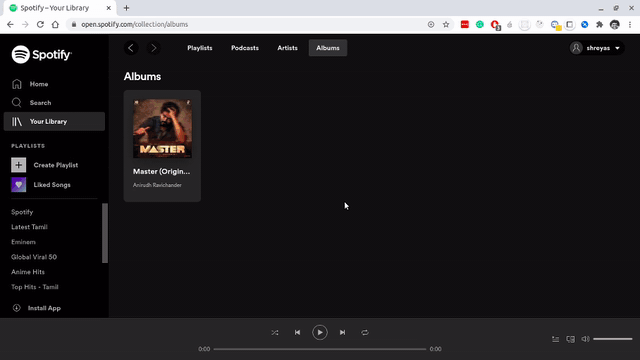 Spotify – Your Library
open.spotify.com/collection/albums
Spotify
Playlists
Podcasts
Artists
Albums
shreyas
Home
Search
Your Library
PLAYLISTS
Create Playlist
Liked Songs
Spotify
Latest Tamil
Eminem
Global Viral 50
Anime Hits
Top Hits - Tamil
Install App
Albums
MASTER
Master (Origin...
Anirudh Ravichander
0:00
0:00